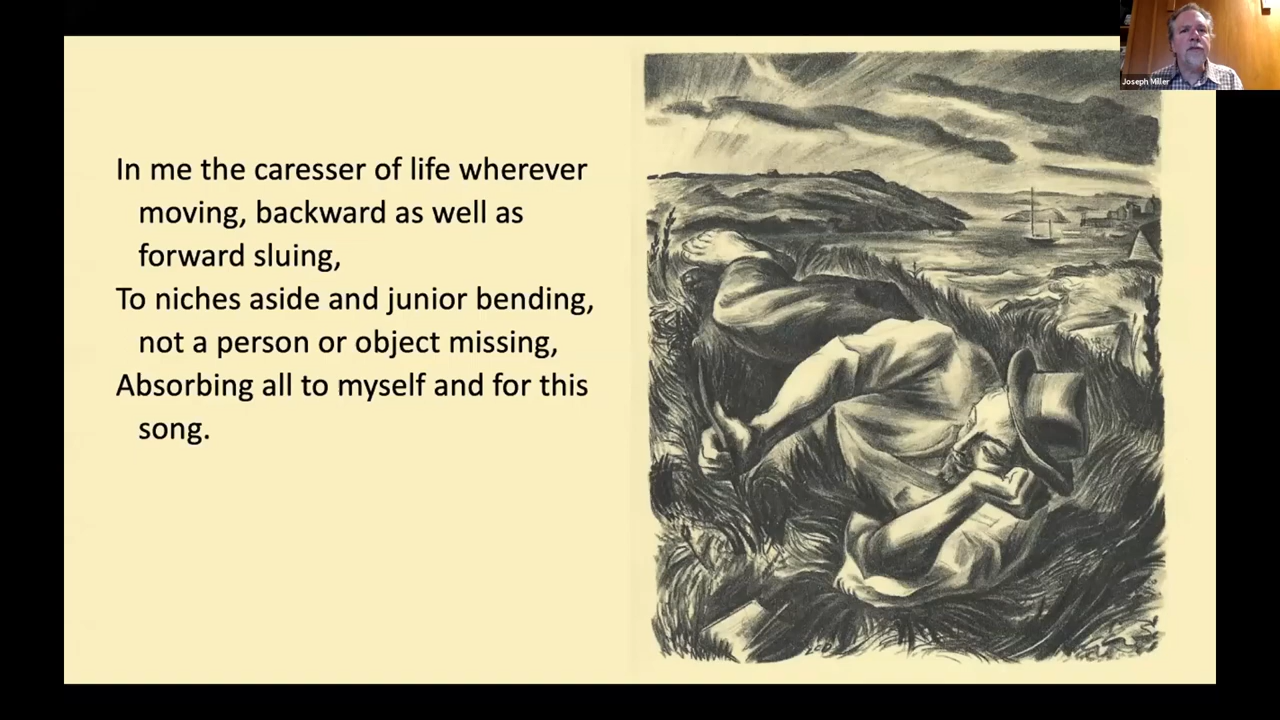 In me the caresser of life wherever
moving, backward as well as
forward sluing,
To niches aside and junior bending,
not a person or object missing,
Absorbing all to myself and for this
song.
Joseph Miller